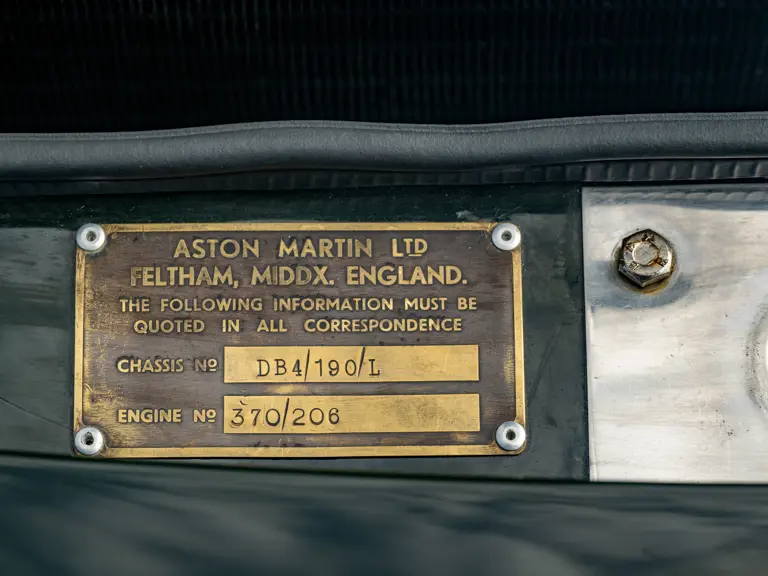 ASTON MARTIN LTD
FELTHAM, MIDDX. ENGLAND.
THE FOLLOWING INFORMATION MUST BE
QUOTED IN ALL CORRESPONDENCE
CHASSIS Nº DB4/190/L
ENGINE Nº 370/206